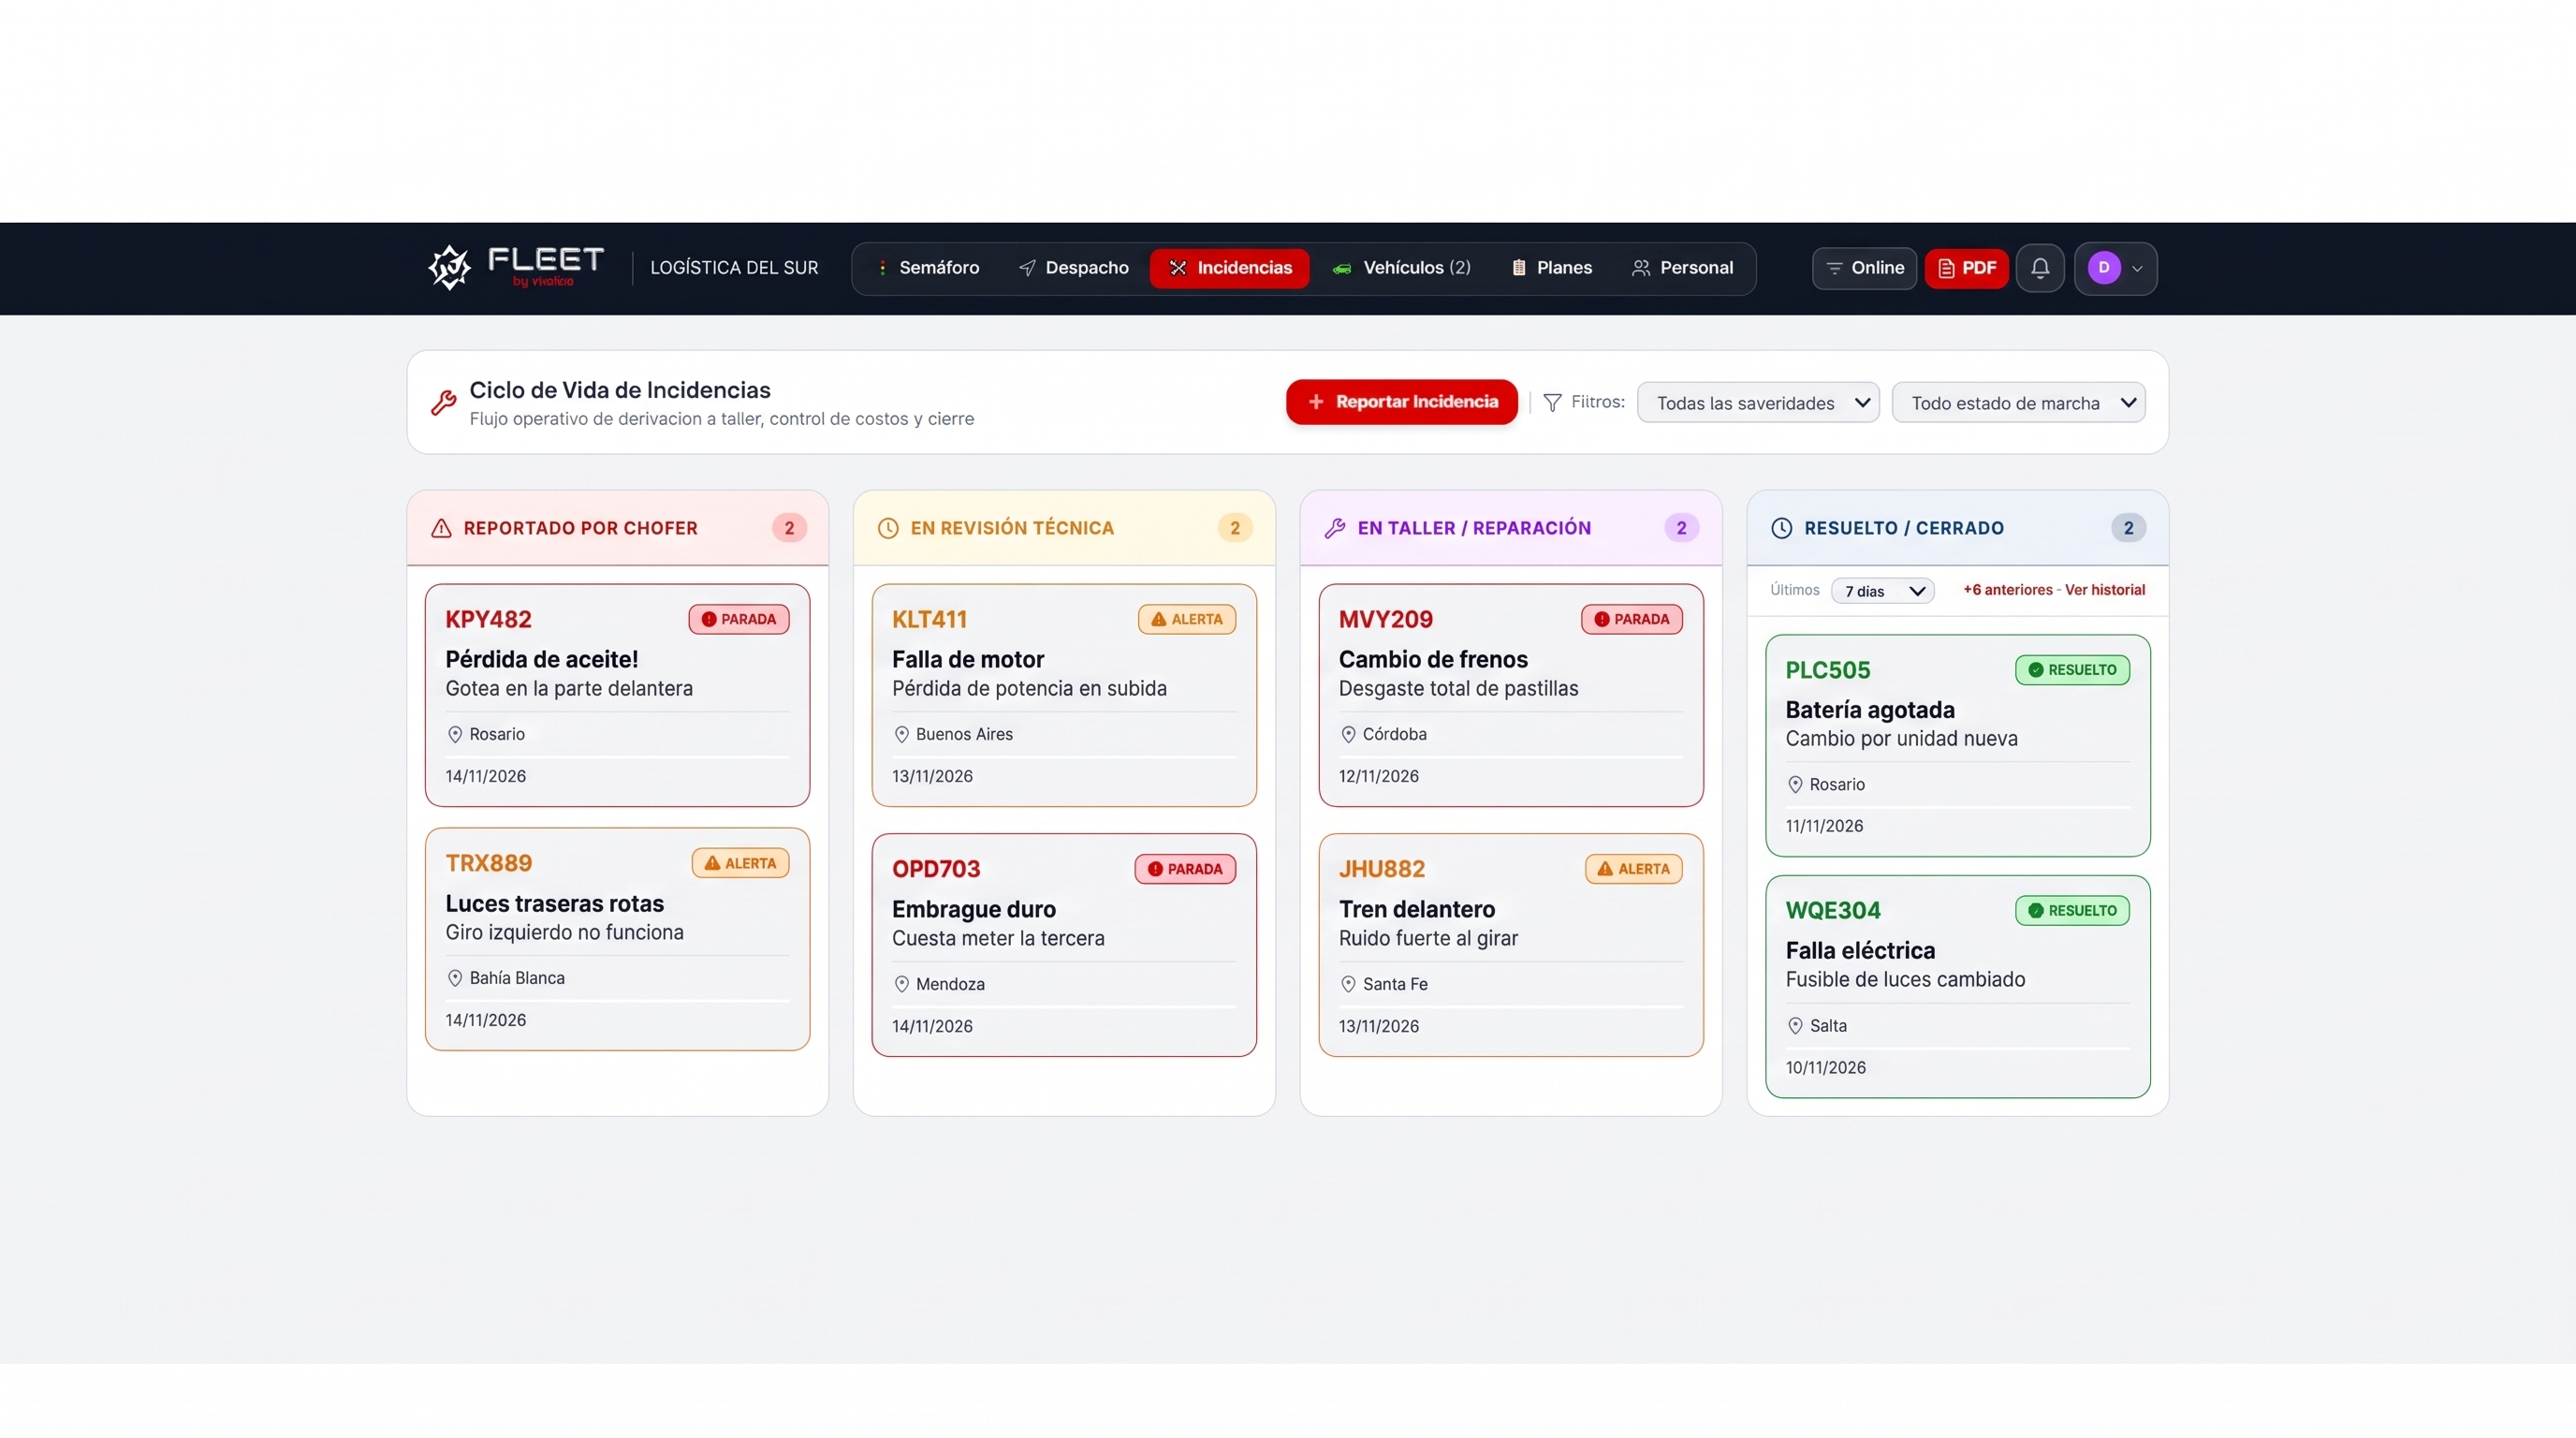 FLEET
by vivaticio
LOGÍSTICA DEL SUR
Semáforo
Despacho
Incidencias
Vehículos (2)
Planes
Personal
Online
PDF
D
Ciclo de Vida de Incidencias
Flujo operativo de derivacion a taller, control de costos y cierre
+ Reportar Incidencia
Fiitros:
Todas las saveridades
Todo estado de marcha
REPORTADO POR CHOFER 2
KPY482 PARADA
Pérdida de aceite!
Gotea en la parte delantera
Rosario
14/11/2026
TRX889 ALERTA
Luces traseras rotas
Giro izquierdo no funciona
Bahía Blanca
14/11/2026
EN REVISIÓN TÉCNICA 2
KLT411 ALERTA
Falla de motor
Pérdida de potencia en subida
Buenos Aires
13/11/2026
OPD703 PARADA
Embrague duro
Cuesta meter la tercera
Mendoza
14/11/2026
EN TALLER / REPARACIÓN 2
MVY209 PARADA
Cambio de frenos
Desgaste total de pastillas
Córdoba
12/11/2026
JHU882 ALERTA
Tren delantero
Ruido fuerte al girar
Santa Fe
13/11/2026
RESUELTO / CERRADO 2
Últimos 7 dias +6 anteriores - Ver historial
PLC505 RESUELTO
Batería agotada
Cambio por unidad nueva
Rosario
11/11/2026
WQE304 RESUELTO
Falla eléctrica
Fusible de luces cambiado
Salta
10/11/2026